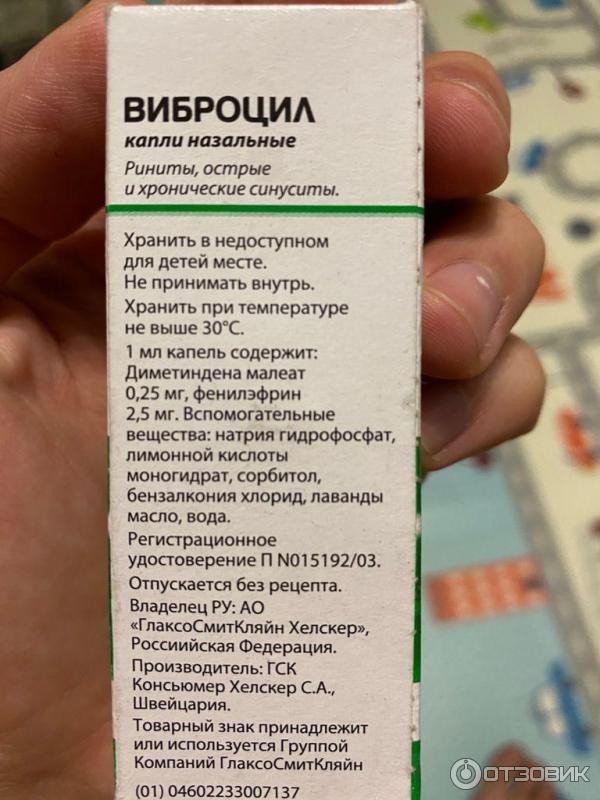 ВИБРОЦИЛ
капли назальные
Риниты, острые
и хронические синуситы.
Хранить в недоступном
для детей месте.
Не принимать внутрь.
Хранить при температуре
не выше 30°С.
1 мл капель содержит:
Диметиндена малеат
0,25 мг, фенилэфрин
2,5 мг. Вспомогательные
вещества: натрия гидрофосфат,
лимонной кислоты
моногидрат, сорбитол,
бензалкония хлорид, лаванды
масло, вода.
Регистрационное
удостоверение П N015192/03.
Отпускается без рецепта.
Владелец РУ: АО
«ГлаксоСмитКляйн Хелскер»,
Россиийская Федерация.
Производитель: ГСК
Консьюмер Хелскер С.А.,
Швейцария.
Товарный знак принадлежит
или используется Группой
Компаний ГлаксоСмитКляйн
(01) 04602233007137
ОТЗОВИК